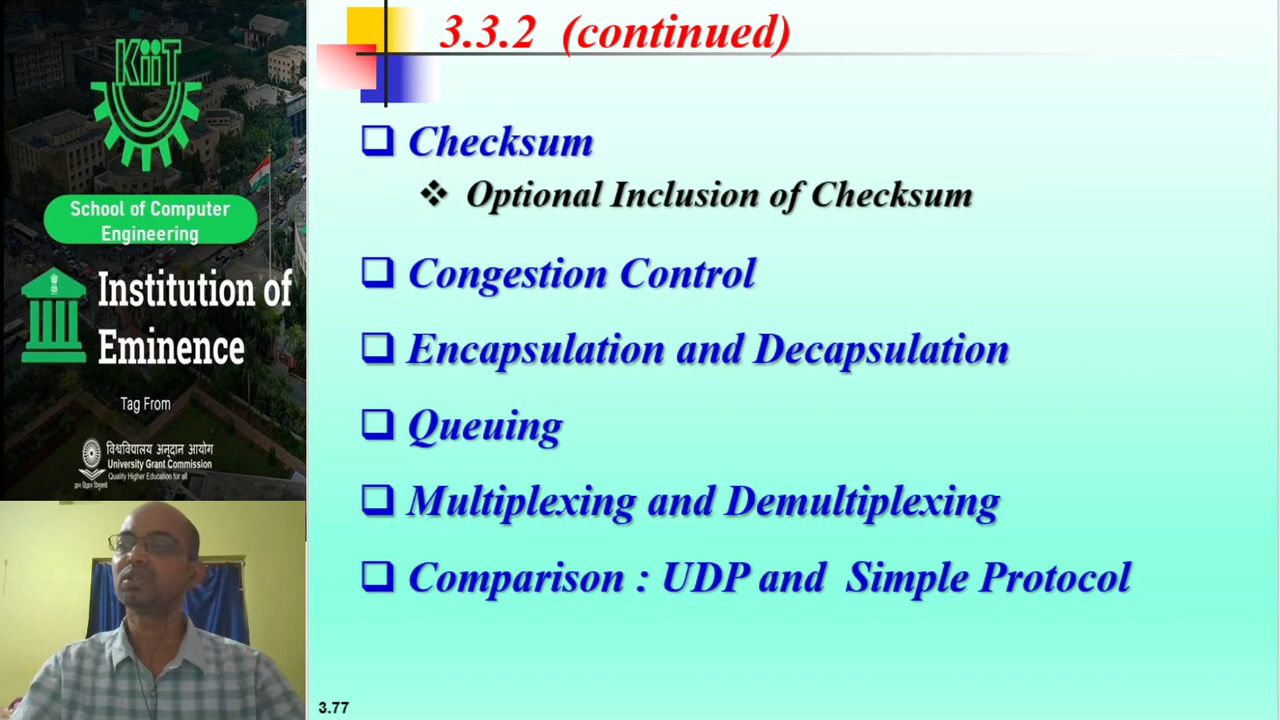 KiiT
School of Computer
Engineering
Institution of
Eminence
Tag From
विश्वविद्यालय अनुदान आयोग
University Grant Commission
Quality Higher Education for all
3.3.2 (continued)
❑ Checksum
❖ Optional Inclusion of Checksum
❑ Congestion Control
❑ Encapsulation and Decapsulation
❑ Queuing
❑ Multiplexing and Demultiplexing
❑ Comparison : UDP and Simple Protocol
3.77